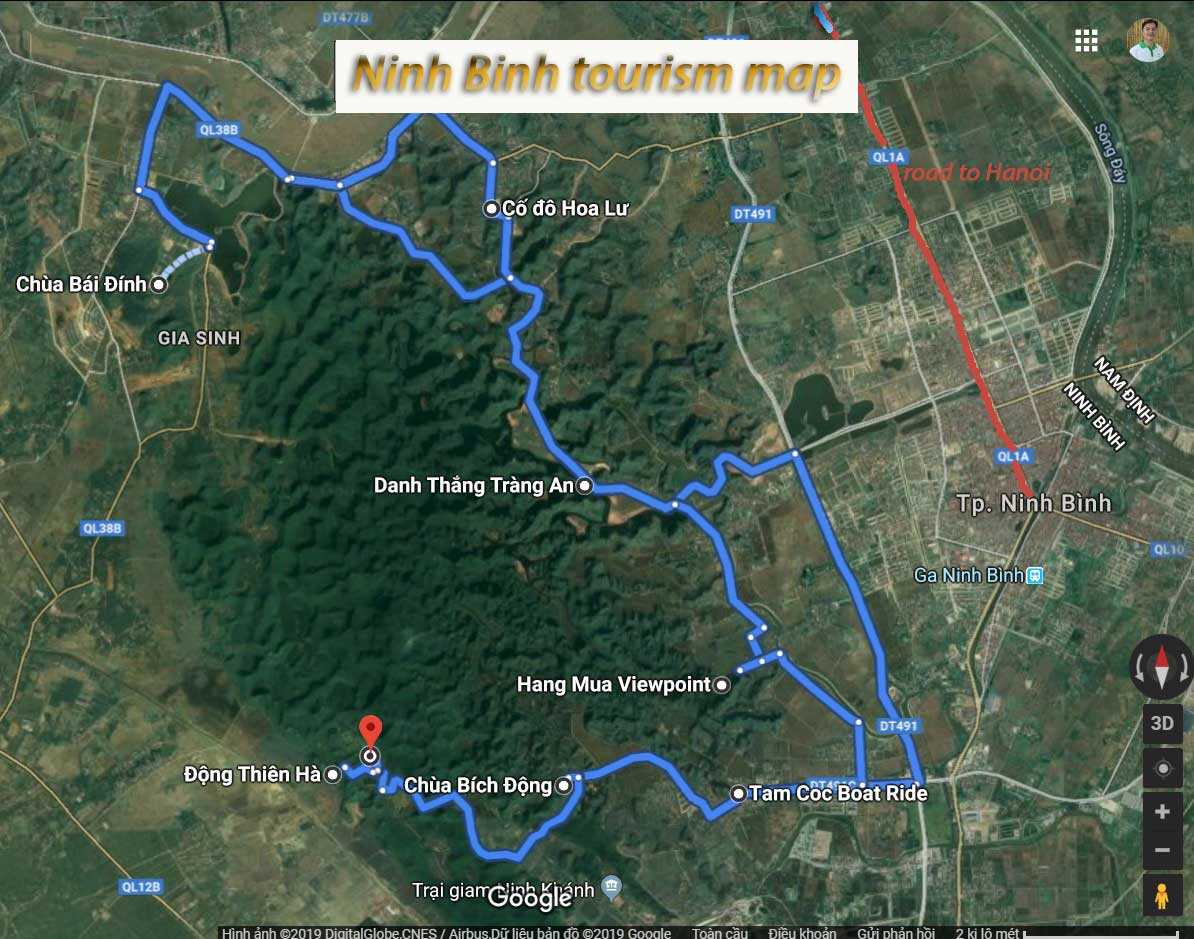 DT477B
Ninh Binh tourism map
QL38B
QL1A
road to Hanoi
Sông Đáy
Cố đô Hoa Lư
DT491
Chùa Bái Đính
GIA SINH
NAM ĐỊNH
NINH BÌNH
QL1A
Danh Thắng Tràng An
Tp. Ninh Bình
QL38B
QL10
Ga Ninh Bình
Hang Mua Viewpoint
DT491
3D
Động Thiên Hà
Chùa Bích Động
Tam Coc Boat Ride
QL12B
Trại giam Ninh Khánh
Google
Hình ảnh ©2019 DigitalGlobe,CNES / Airbus,Dữ liệu bản đồ ©2019 Google Toàn cầu Điều khoản Gửi phản hồi 2 ki lô mét